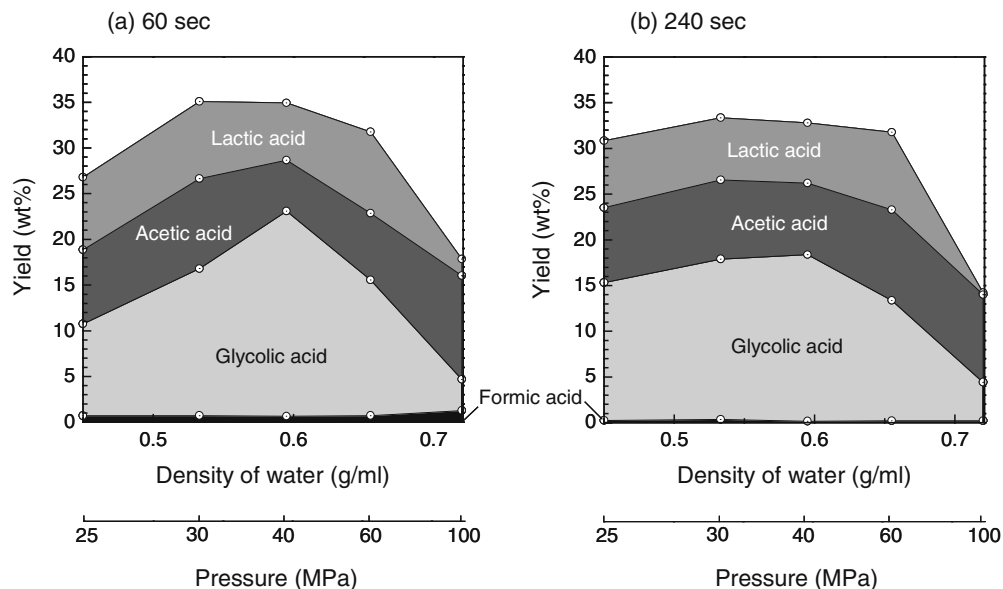 (a) 60 sec
(b) 240 sec
Yield (wt%)
40
35
30
25
20
15
10
5
0
Lactic acid
Acetic acid
Glycolic acid
0.5 0.6 0.7
Density of water (g/ml)
25 30 40 60 100
Pressure (MPa)
Formic acid
Yield (wt%)
40
35
30
25
20
15
10
5
0
Lactic acid
Acetic acid
Glycolic acid
0.5 0.6 0.7
Density of water (g/ml)
25 30 40 60 100
Pressure (MPa)